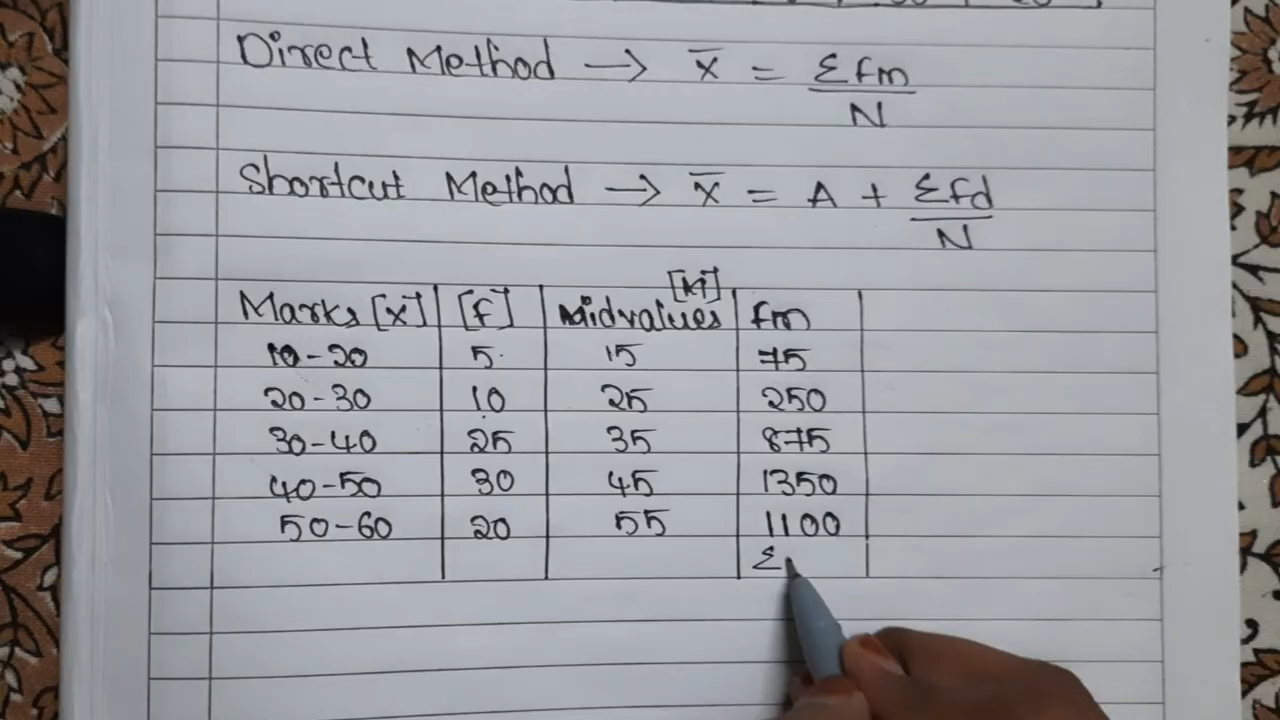 Direct Method → x̄ = Σfm / N
Shortcut Method → x̄ = A + Σfd / N
Marks [x] [f] Midvalues [M] fm
10-20 5 15 75
20-30 10 25 250
30-40 25 35 875
40-50 30 45 1350
50-60 20 55 1100
Σ